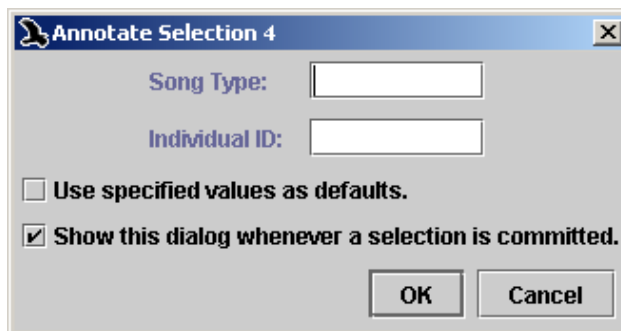 Annotate Selection 4
Song Type:
Individual ID:
Use specified values as defaults.
Show this dialog whenever a selection is committed.
OK Cancel